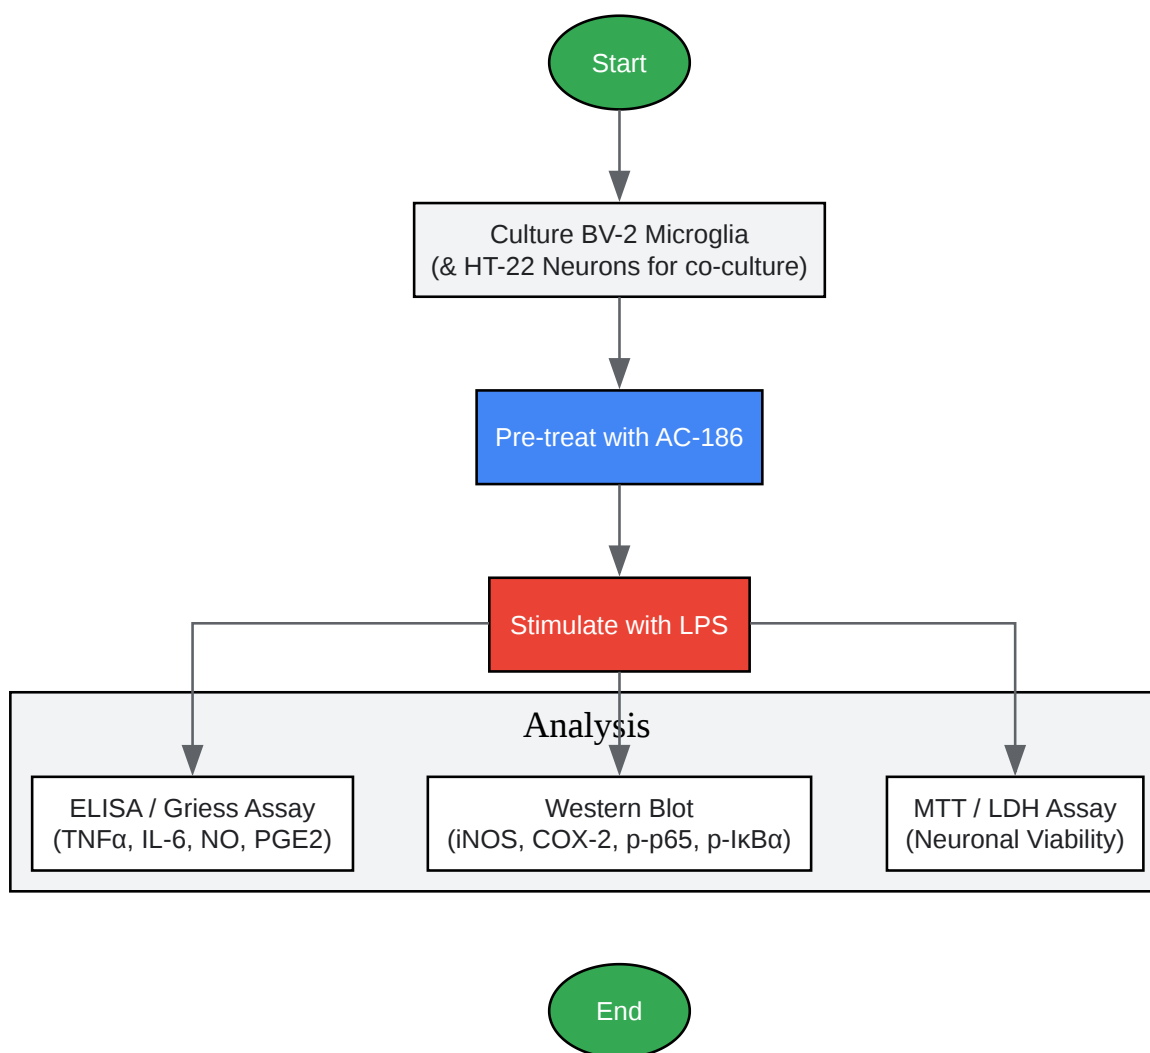 Start
Culture BV-2 Microglia
(& HT-22 Neurons for co-culture)
Pre-treat with AC-186
Stimulate with LPS
Analysis
ELISA / Griess Assay
(TNFα, IL-6, NO, PGE2)
Western Blot
(iNOS, COX-2, p-p65, p-IκBα)
MTT / LDH Assay
(Neuronal Viability)
End